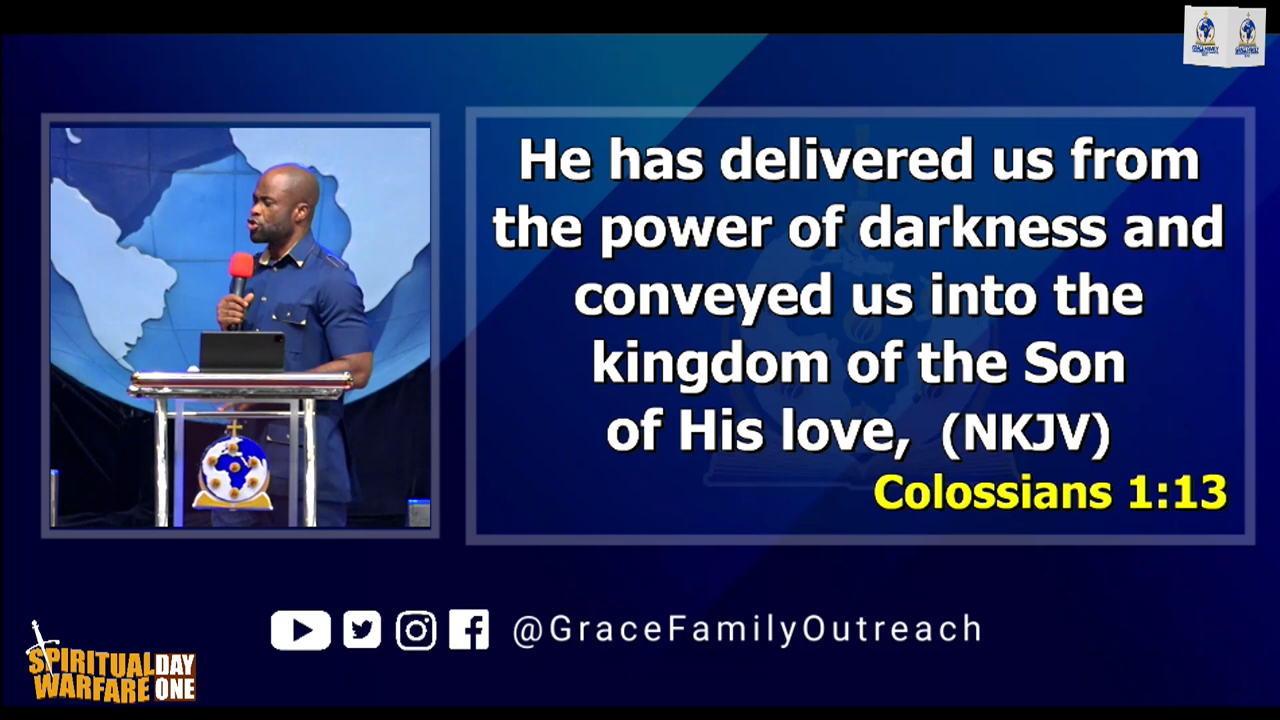 He has delivered us from
the power of darkness and
conveyed us into the
kingdom of the Son
of His love, (NKJV)
Colossians 1:13
@GraceFamilyOutreach
SPIRITUAL DAY
WARFARE ONE